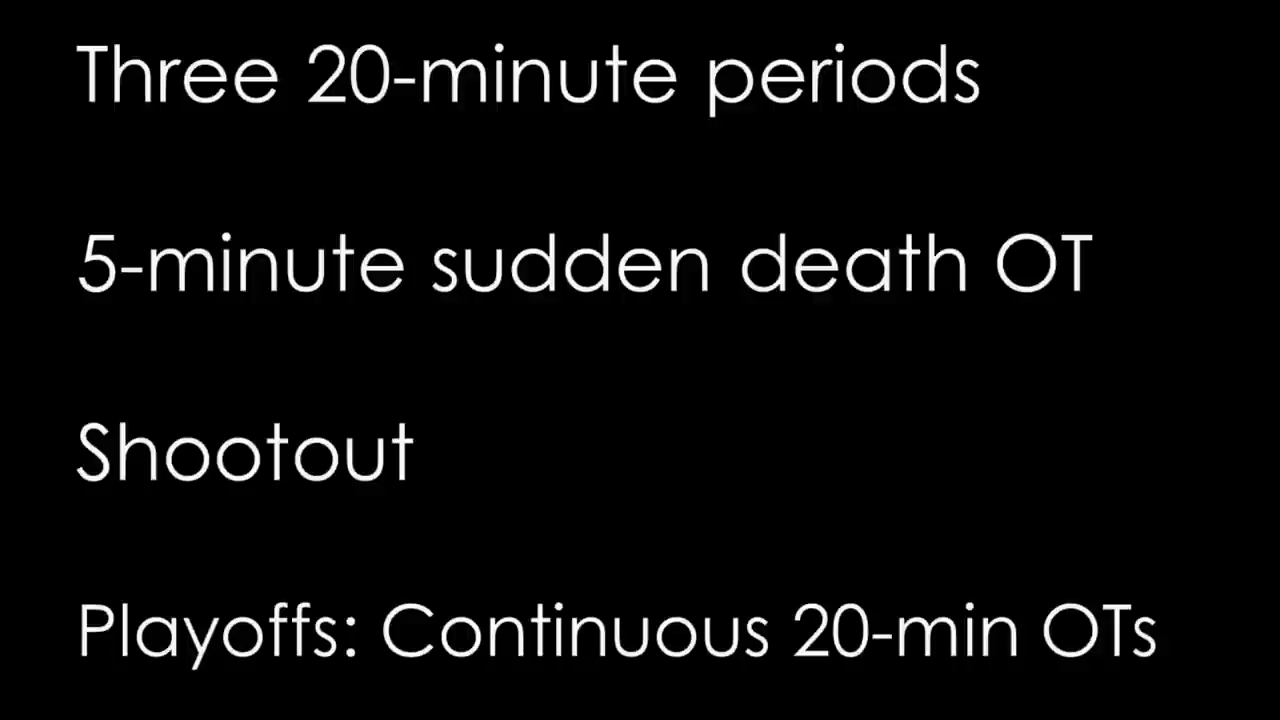 Three 20-minute periods
5-minute sudden death OT
Shootout
Playoffs: Continuous 20-min OTs